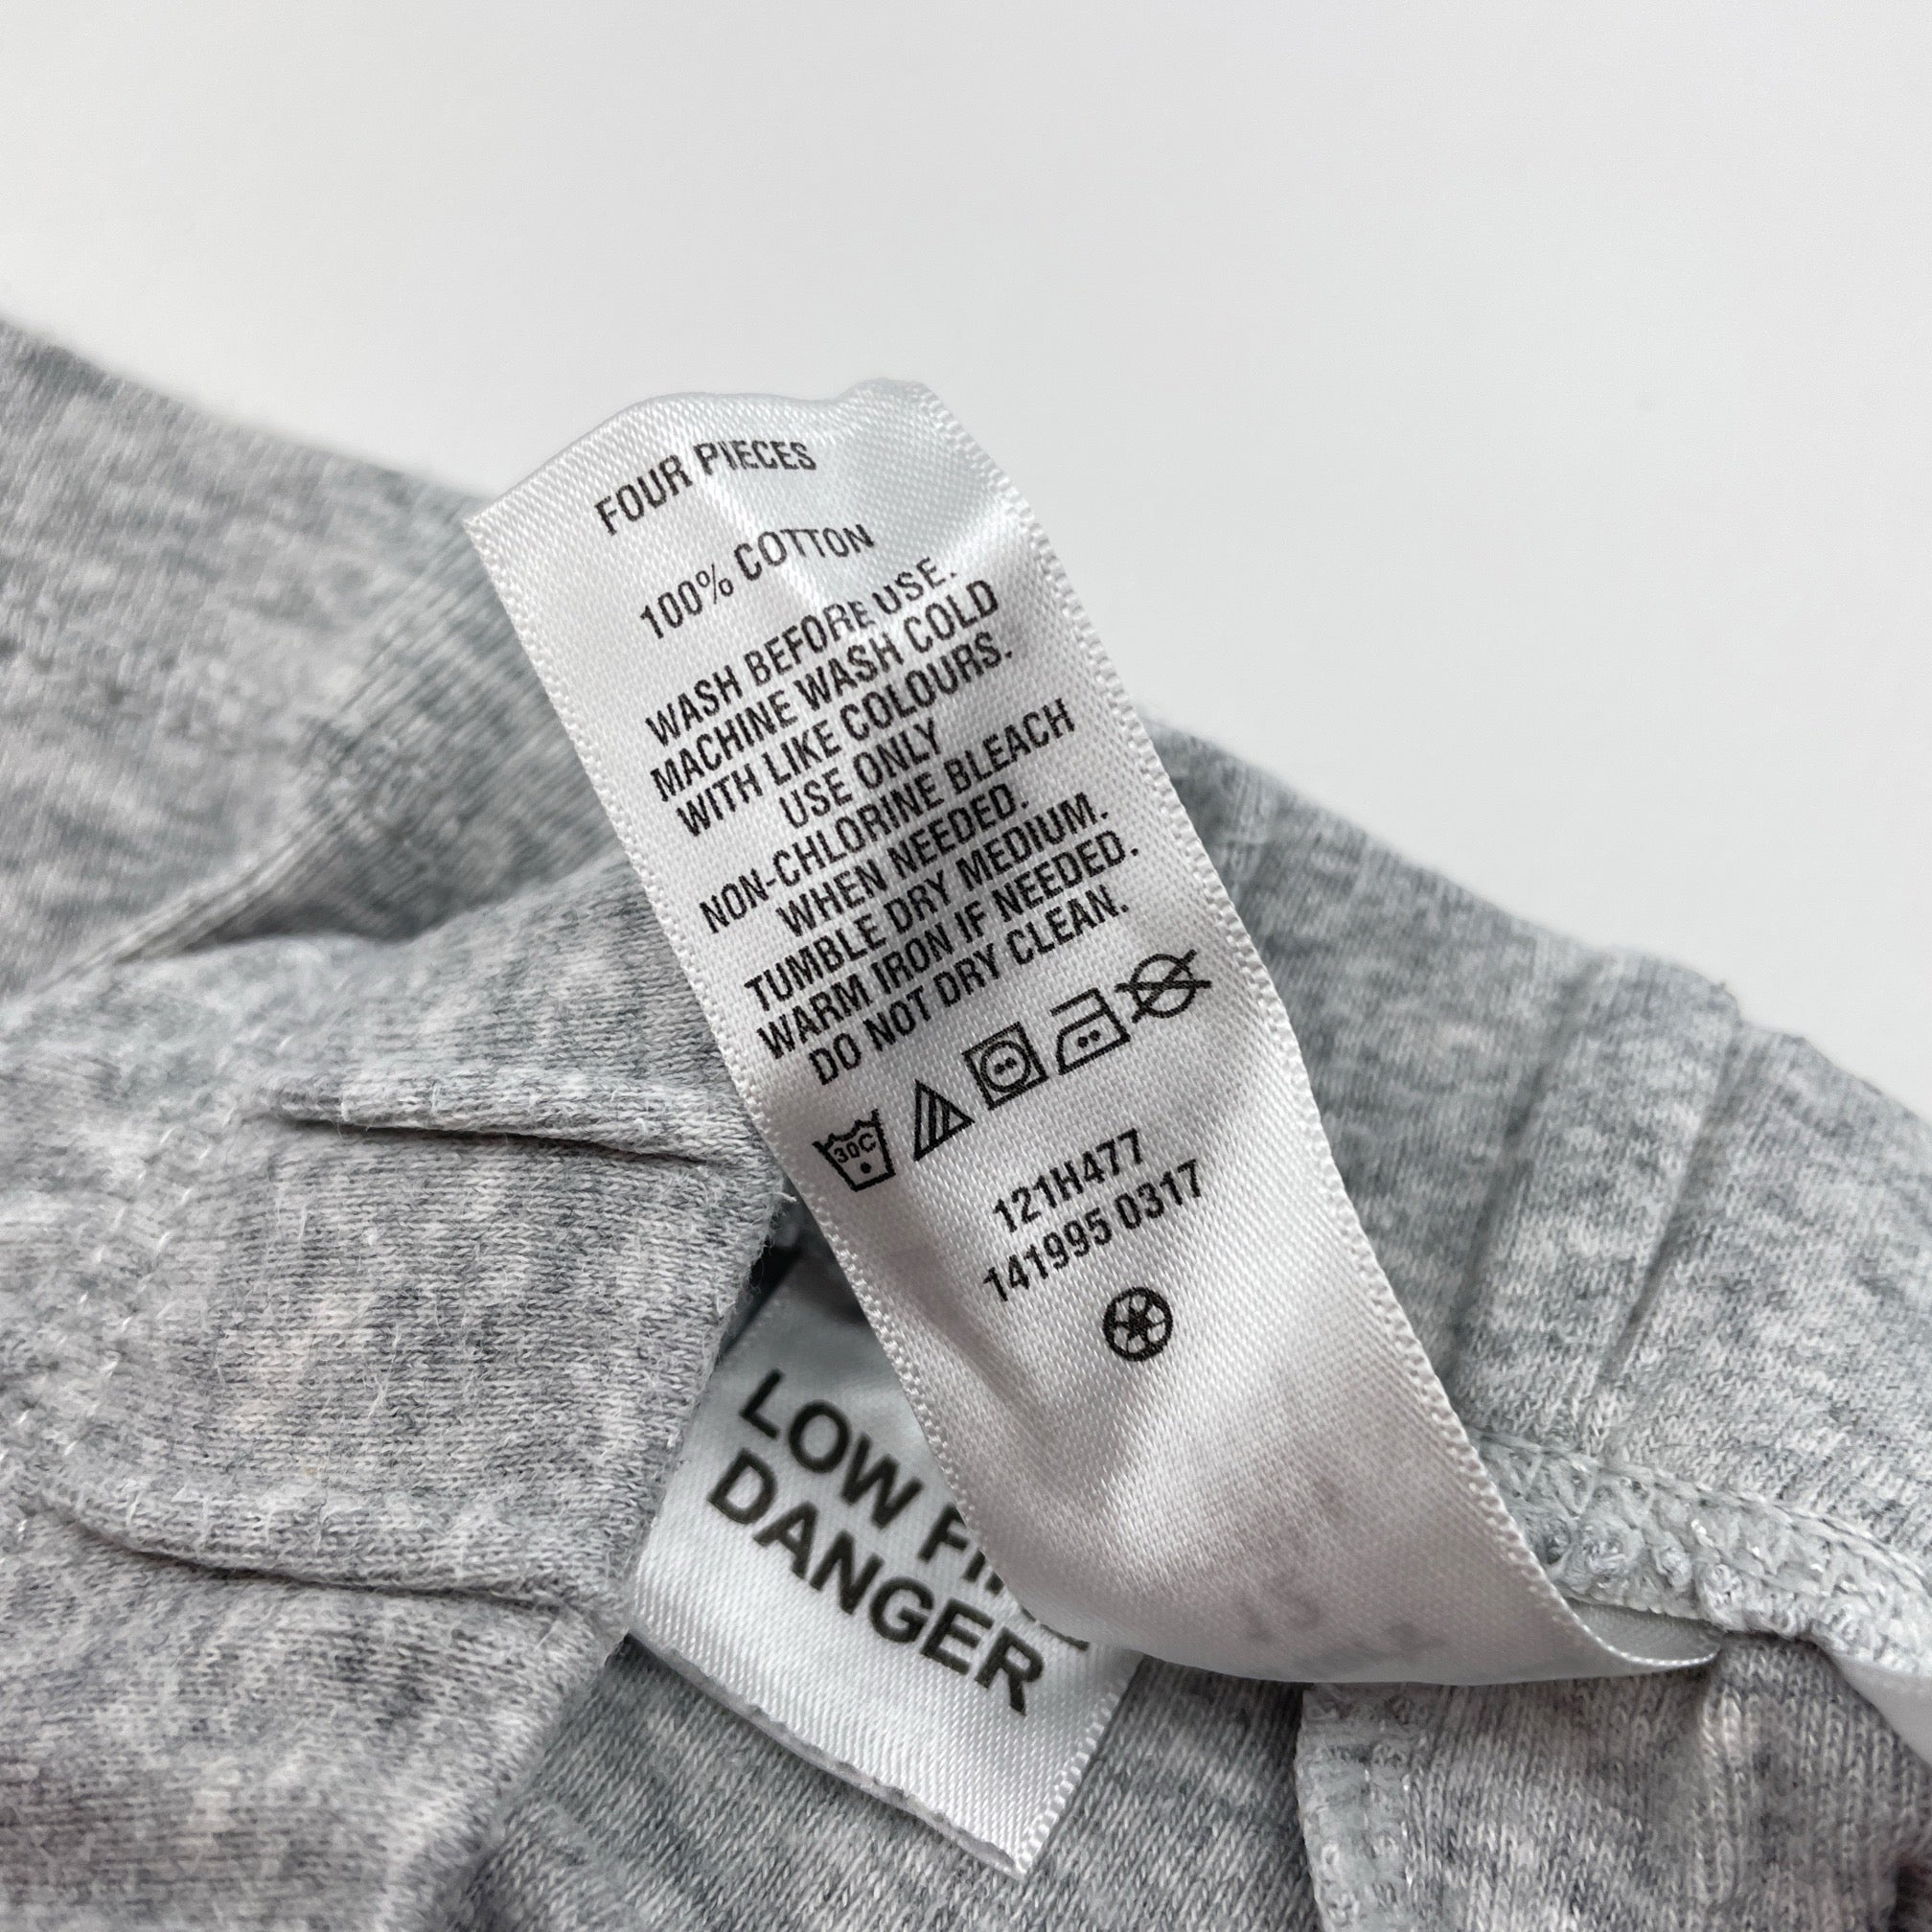 FOUR PIECES
100% COTTON
WASH BEFORE USE.
MACHINE WASH COLD
WITH LIKE COLOURS.
USE ONLY
NON-CHLORINE BLEACH
WHEN NEEDED.
TUMBLE DRY MEDIUM.
WARM IRON IF NEEDED.
DO NOT DRY CLEAN.
30C
121H477
141995 0317
LOW
DANGER